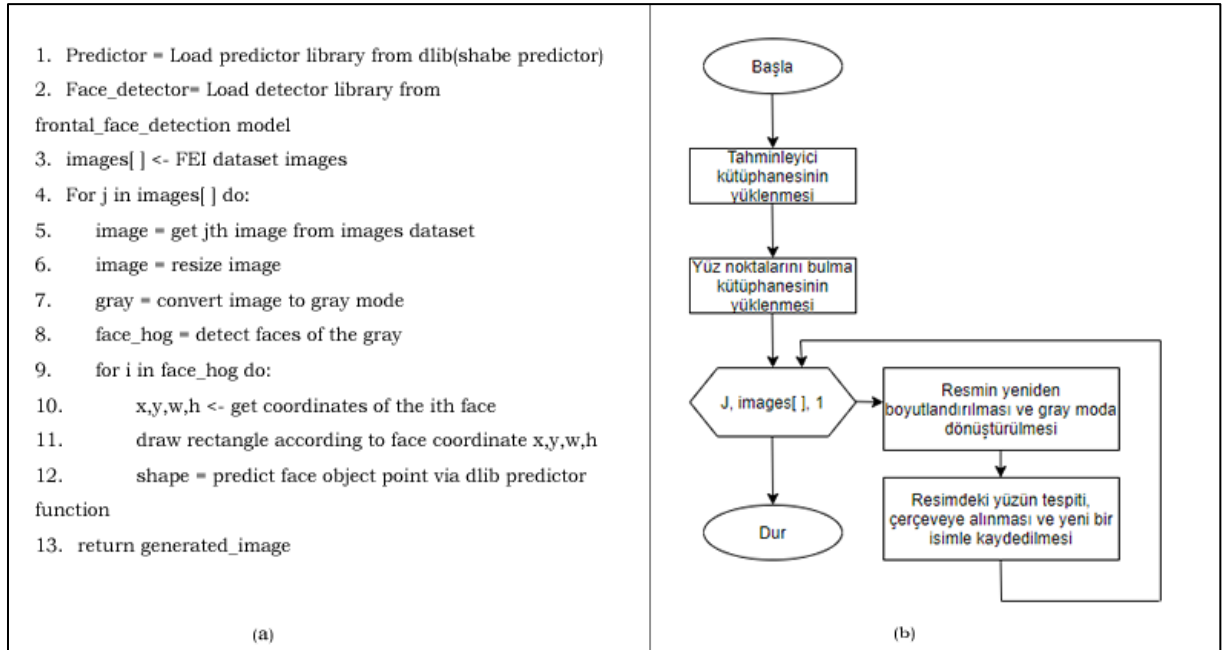 1. Predictor = Load predictor library from dlib(shabe predictor)
2. Face_detector= Load detector library from
frontal_face_detection model
3. images[ ] <- FEI dataset images
4. For j in images[ ] do:
5. image = get jth image from images dataset
6. image = resize image
7. gray = convert image to gray mode
8. face_hog = detect faces of the gray
9. for i in face_hog do:
10. x,y,w,h <- get coordinates of the ith face
11. draw rectangle according to face coordinate x,y,w,h
12. shape = predict face object point via dlib predictor
function
13. return generated_image
(a)
Başla
Tahminleyici
kütüphanesinin
yüklenmesi
Yüz noktalarını bulma
kütüphanesinin
yüklenmesi
J, images[ ], 1
Resmin yeniden
boyutlandırılması ve gray moda
dönüştürülmesi
Resimdeki yüzün tespiti,
çerçeveye alınması ve yeni bir
isimle kaydedilmesi
Dur
(b)